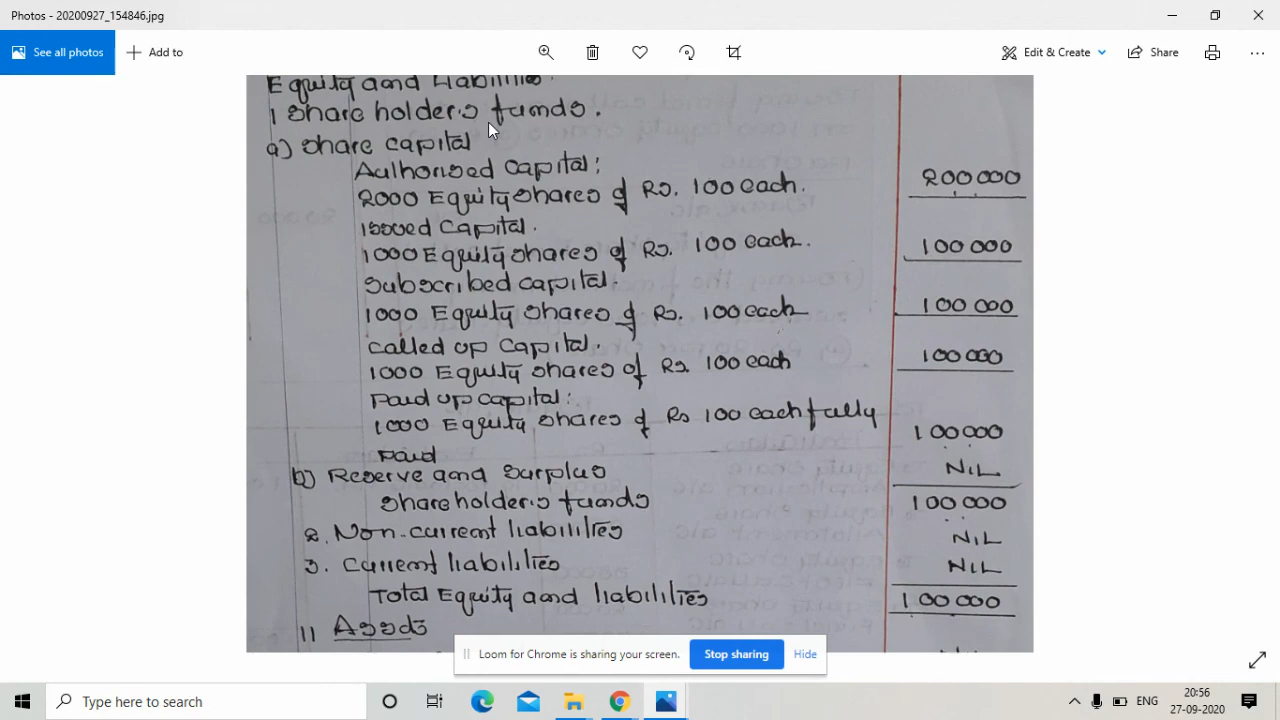 Photos - 20200927_154846.jpg
See all photos
Add to
Edit & Create
Share
Equity and Liabilities.
1 Share holder's funds.
a) Share capital
Authorised Capital:
2000 Equity Shares of Rs. 100 each. 200 000
Issued Capital.
1000 Equity Shares of Rs. 100 each. 100 000
Subscribed capital.
1000 Equity Shares of Rs. 100 each 100 000
Called up Capital.
1000 Equity Shares of Rs. 100 each 100 000
Paid up capital:
1000 Equity Shares of Rs 100 each fully 100 000
Paid
b) Reserve and Surplus NIL
Share holder's funds 100 000
2. Non-current liabilities NIL
3. Current liabilities NIL
Total Equity and liabilities 100 000
11 Assets
Loom for Chrome is sharing your screen.
Stop sharing
Hide
Type here to search
ENG
20:56
27-09-2020